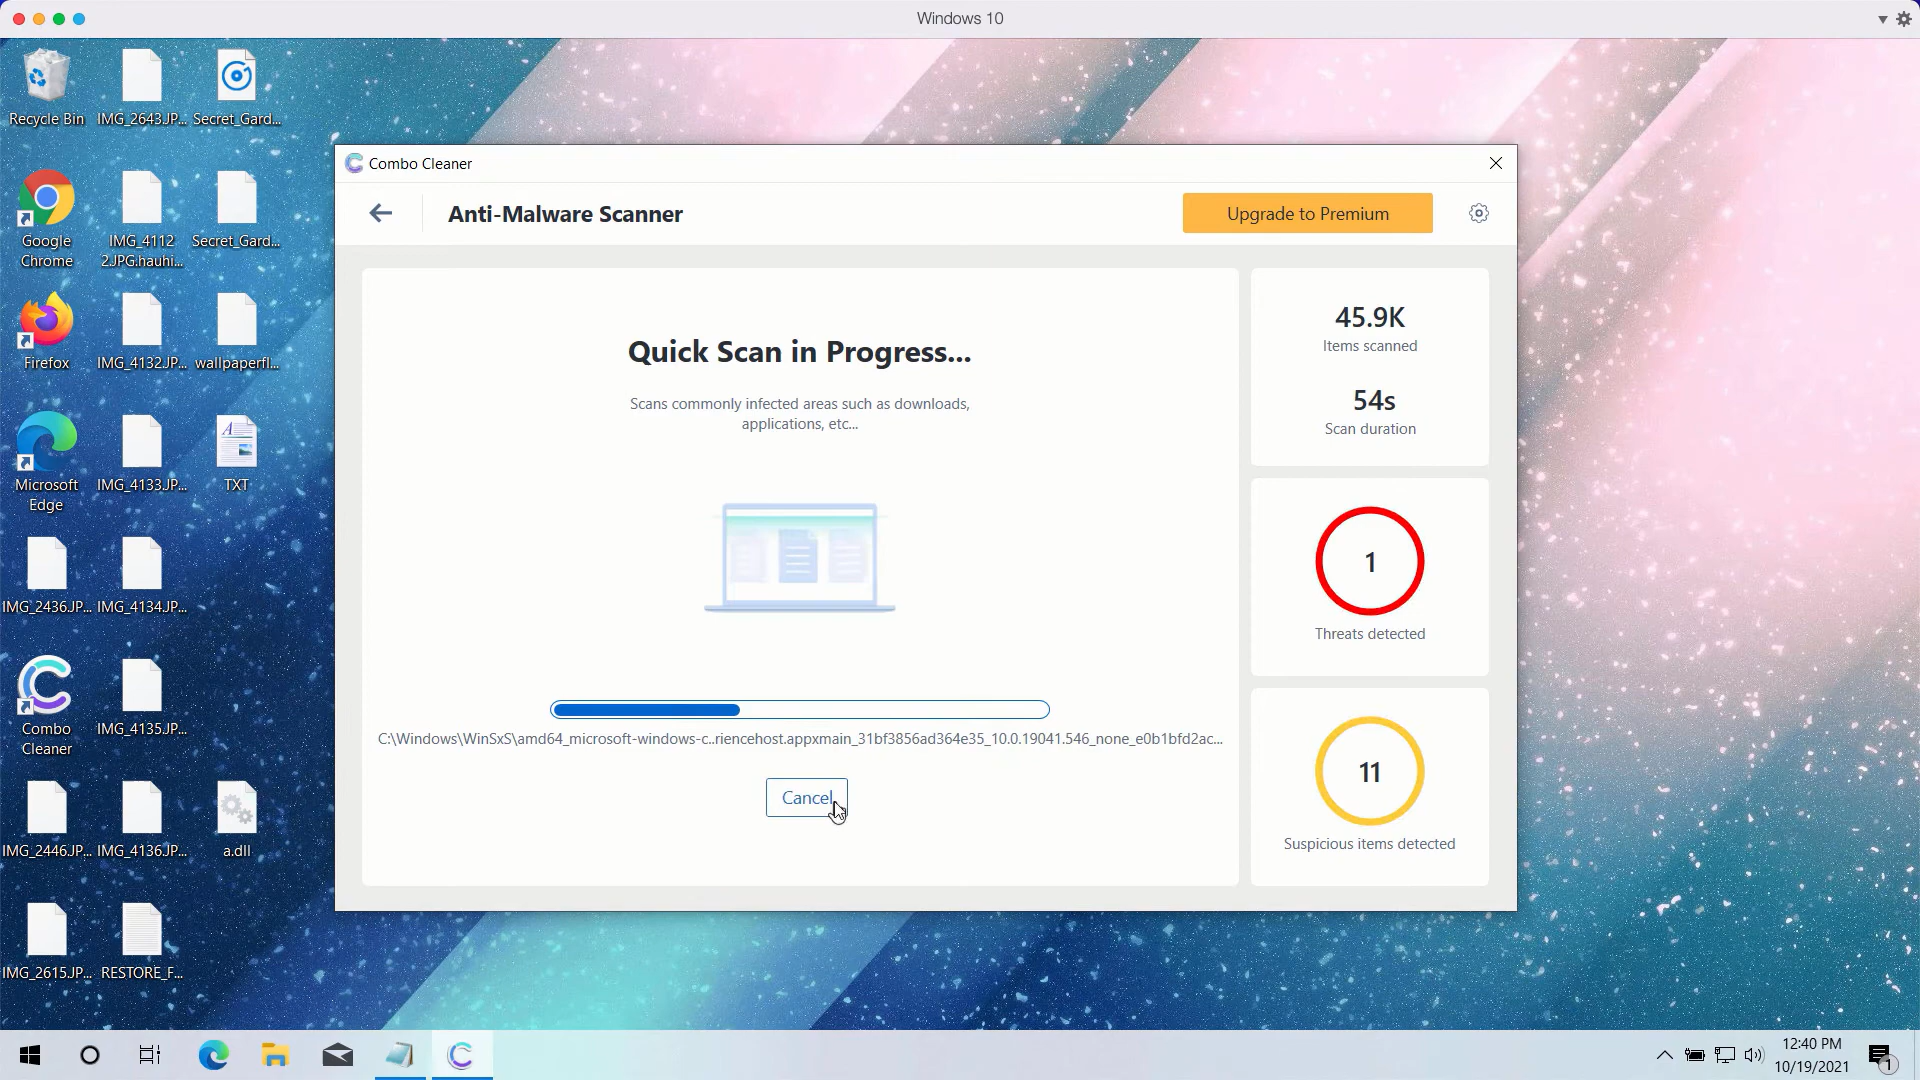 Windows 10
Recycle Bin
IMG_2643.JP...
Secret_Gard...
Google
Chrome
IMG_4112
2.JPG.hauhi...
Secret_Gard...
Firefox
IMG_4132.JP...
wallpaperfl...
Microsoft
Edge
IMG_4133.JP...
TXT
IMG_2436.JP...
IMG_4134.JP...
Combo
Cleaner
IMG_4135.JP...
IMG_2446.JP...
IMG_4136.JP...
a.dll
IMG_2615.JP...
RESTORE_F...
Combo Cleaner
Anti-Malware Scanner
Upgrade to Premium
Quick Scan in Progress...
Scans commonly infected areas such as downloads,
applications, etc...
C:\Windows\WinSxS\amd64_microsoft-windows-c..riencehost.appxmain_31bf3856ad364e35_10.0.19041.546_none_e0b1bfd2ac...
Cancel
45.9K
Items scanned
54s
Scan duration
1
Threats detected
11
Suspicious items detected
12:40 PM
10/19/2021
1